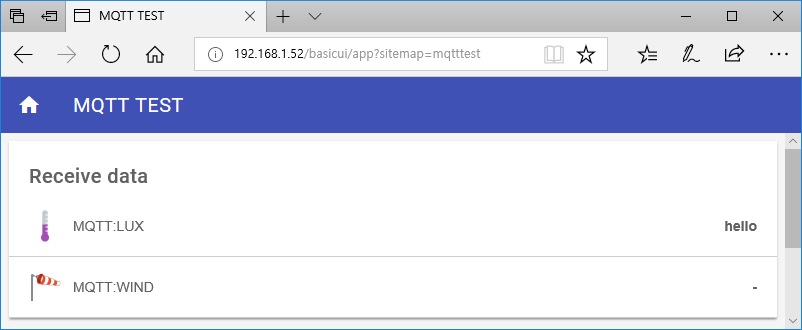 MQTT TEST
192.168.1.52/basicui/app?sitemap=mqtttest
MQTT TEST
Receive data
MQTT:LUX hello
MQTT:WIND -